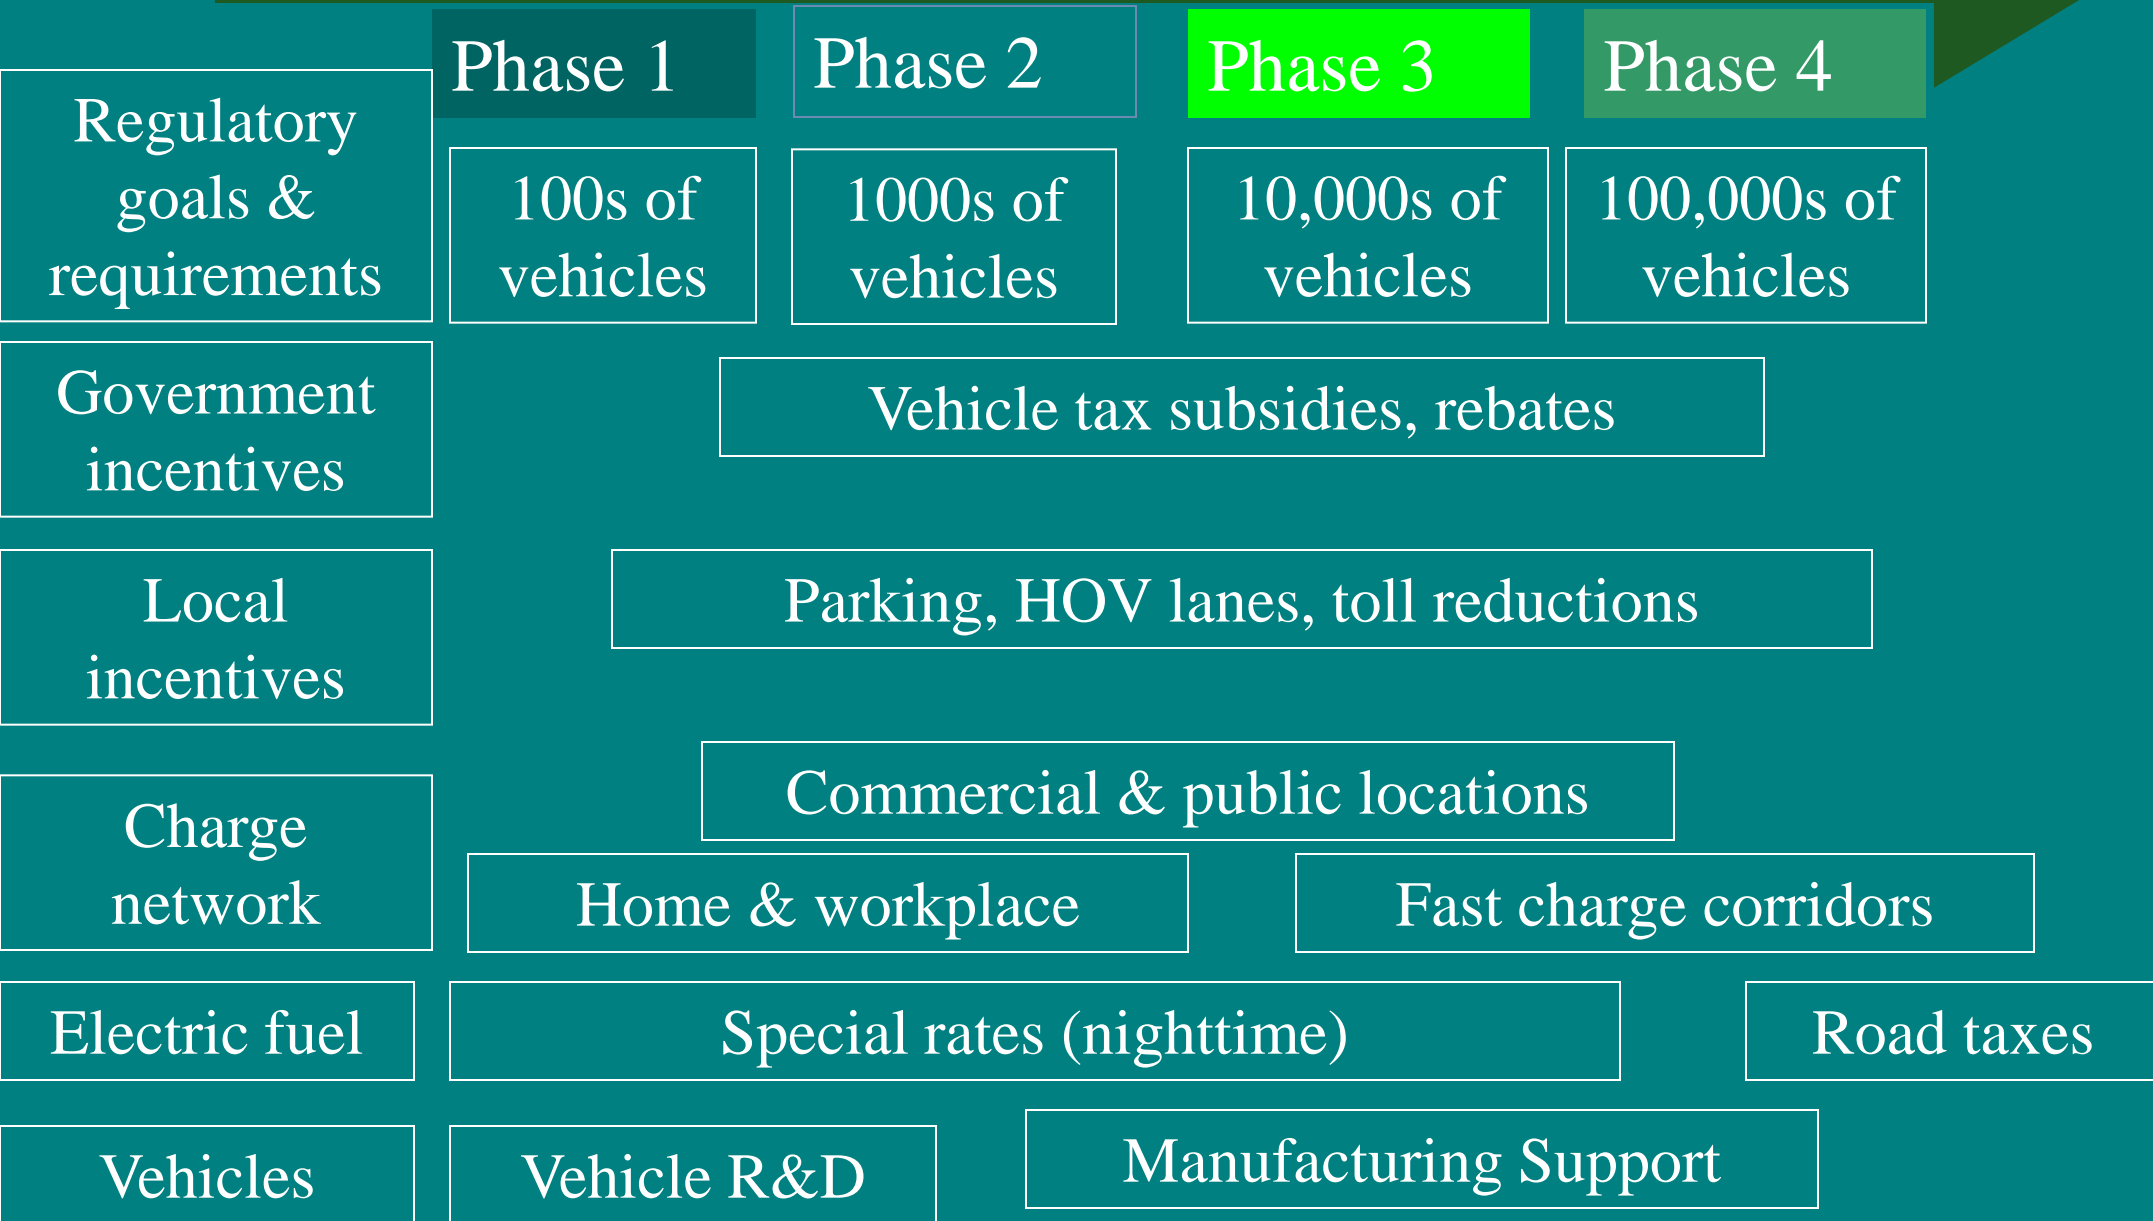 Phase 1
Phase 2
Phase 3
Phase 4
Regulatory
goals &
requirements
100s of
vehicles
1000s of
vehicles
10,000s of
vehicles
100,000s of
vehicles
Government
incentives
Vehicle tax subsidies, rebates
Local
incentives
Parking, HOV lanes, toll reductions
Charge
network
Commercial & public locations
Home & workplace
Fast charge corridors
Electric fuel
Special rates (nighttime)
Road taxes
Vehicles
Vehicle R&D
Manufacturing Support